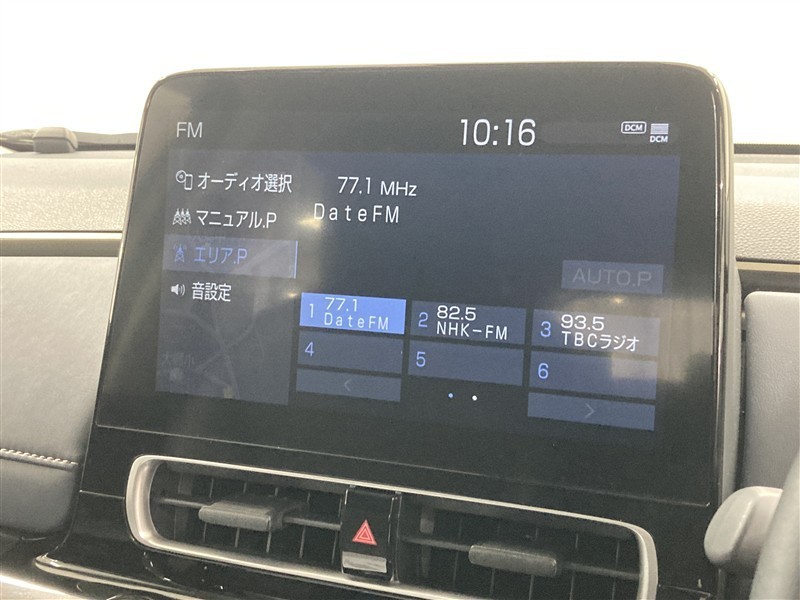 FM
10:16
DCM
DCM
オーディオ選択
77.1 MHz
マニュアル.P
DateFM
エリア.P
AUTO.P
音設定
1 77.1 DateFM
2 82.5 NHK-FM
3 93.5 TBCラジオ
4
5
6
<
>